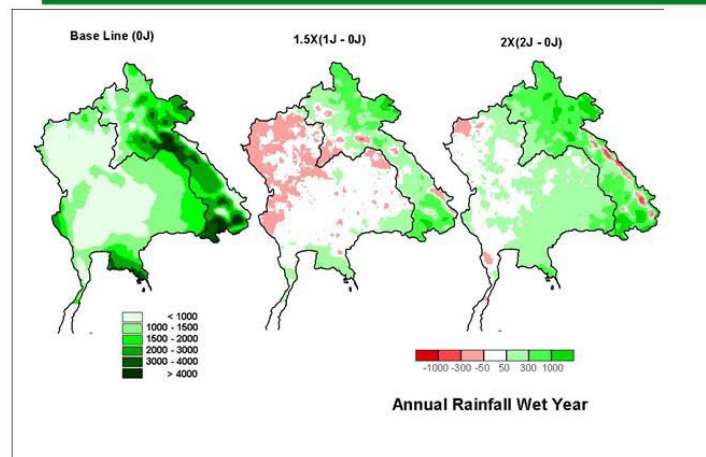 Base Line (0J)
1.5X(1J - 0J)
2X(2J - 0J)
< 1000
1000 - 1500
1500 - 2000
2000 - 3000
3000 - 4000
> 4000
-1000 -300 -50 50 300 1000
Annual Rainfall Wet Year